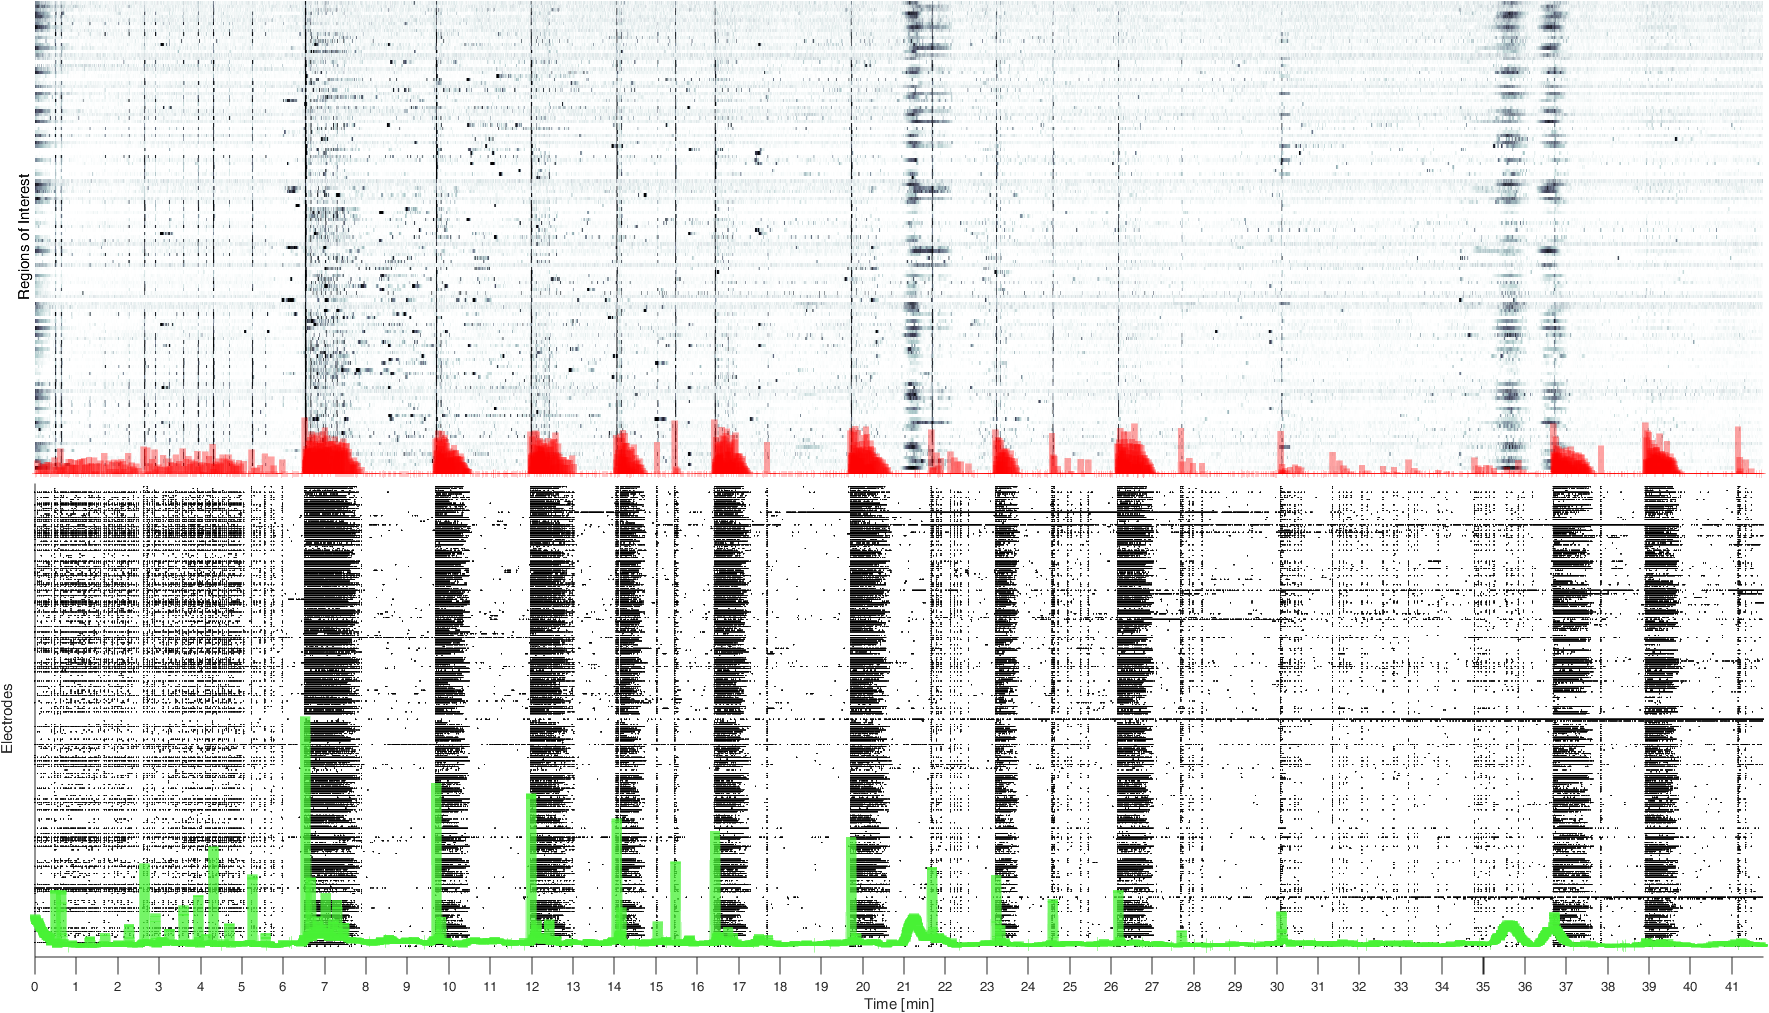 Regions of Interest
Electrodes
0 1 2 3 4 5 6 7 8 9 10 11 12 13 14 15 16 17 18 19 20 21 22 23 24 25 26 27 28 29 30 31 32 33 34 35 36 37 38 39 40 41
Time [min]